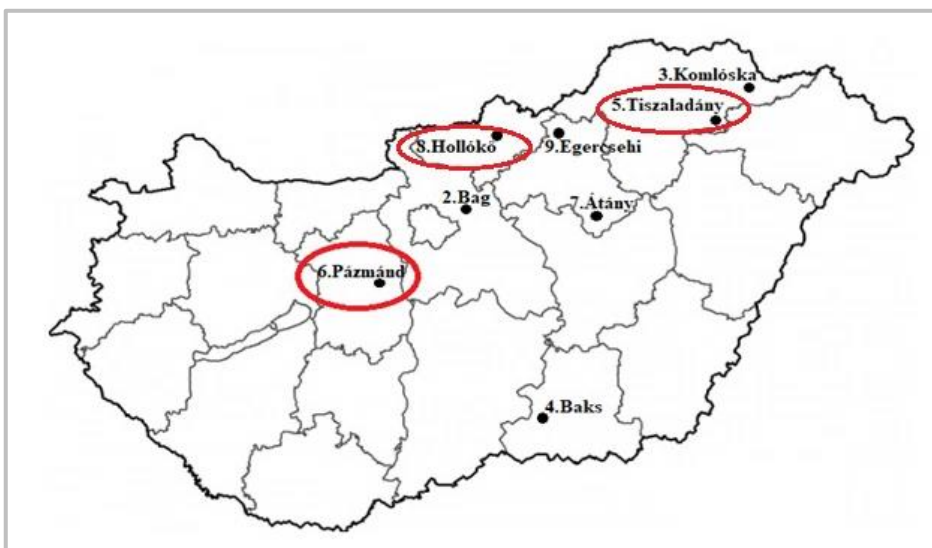 3.Komlóska
5.Tiszaladány
8.Hollókő
9.Egercsehi
2.Bag
7.Átány
6.Pázmánd
4.Baks